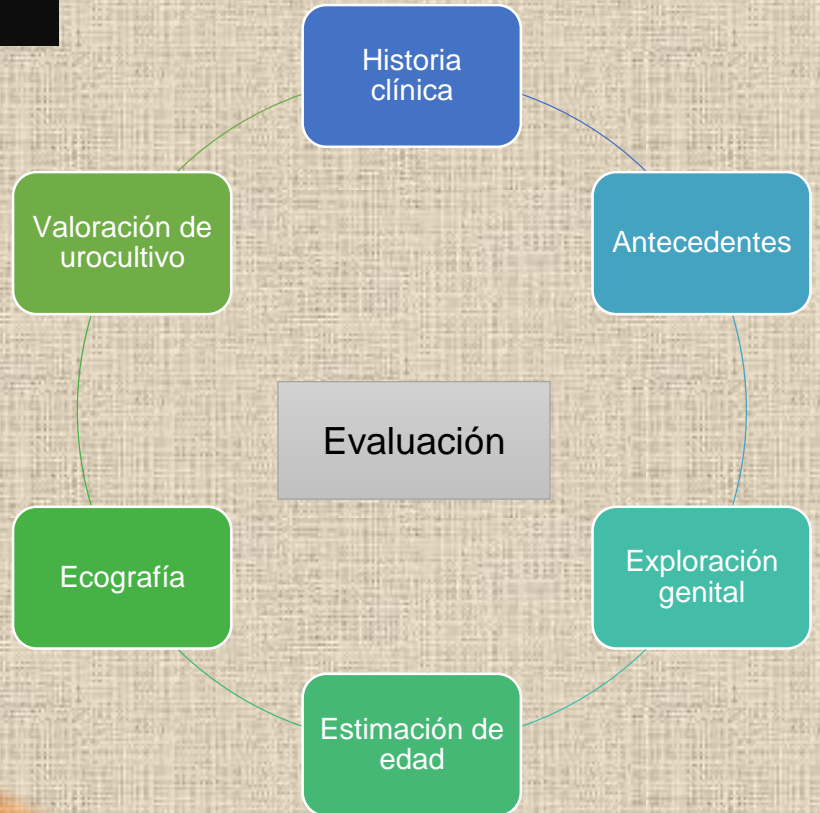 Historia
clínica
Antecedentes
Exploración
genital
Estimación de
edad
Ecografía
Valoración de
urocultivo
Evaluación